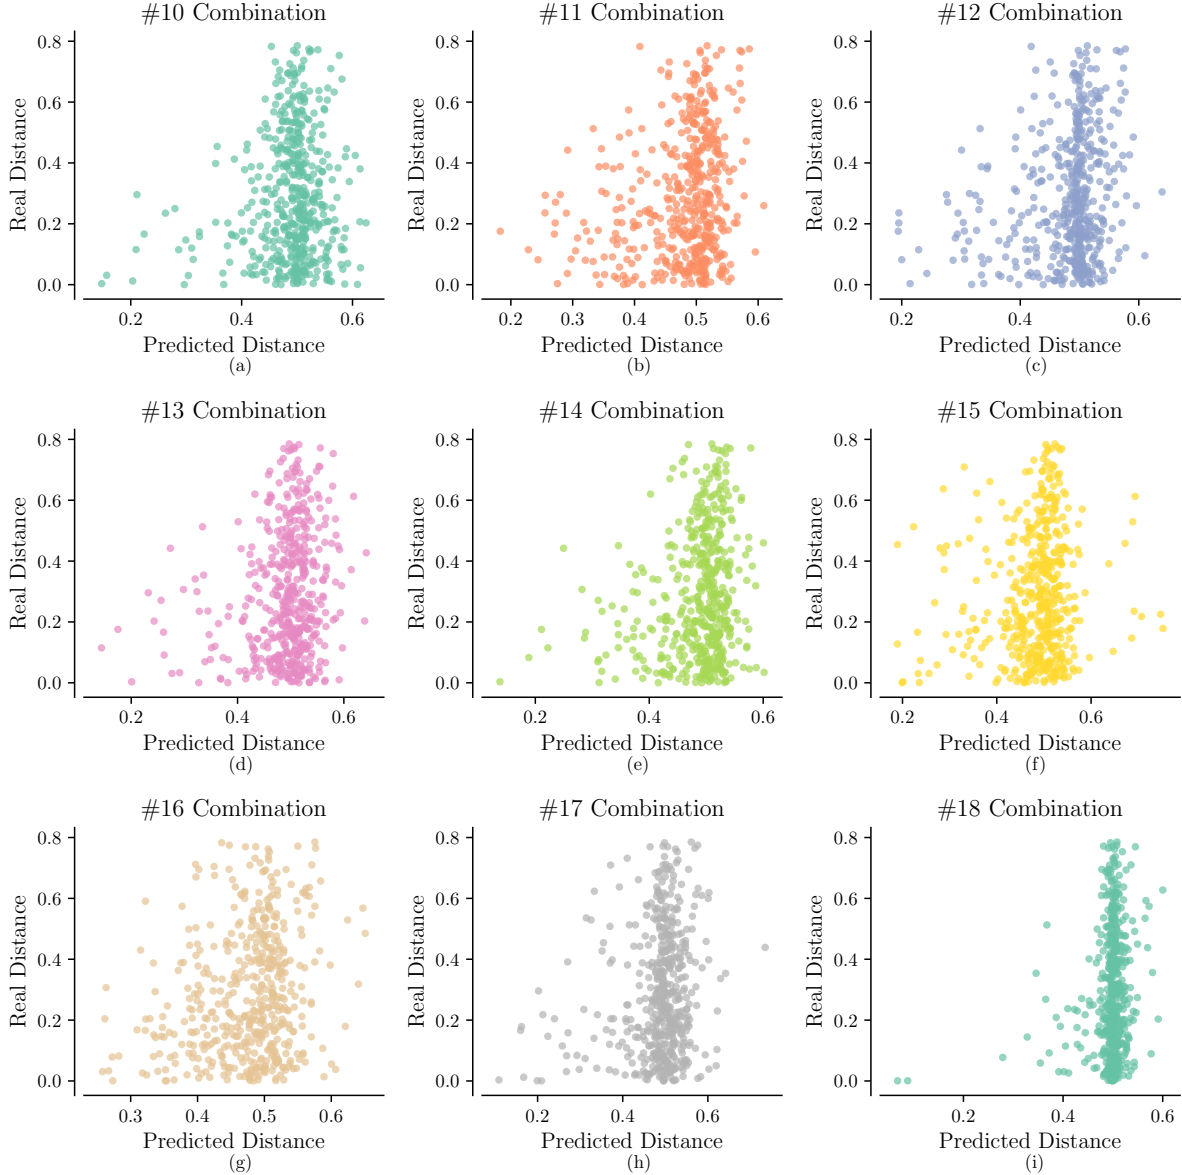 #10 Combination
#11 Combination
#12 Combination
Real Distance
0.8
0.6
0.4
0.2
0.0
0.2
0.4
0.6
Predicted Distance
(a)
Real Distance
0.8
0.6
0.4
0.2
0.0
0.2
0.3
0.4
0.5
0.6
Predicted Distance
(b)
Real Distance
0.8
0.6
0.4
0.2
0.0
0.2
0.4
0.6
Predicted Distance
(c)
#13 Combination
#14 Combination
#15 Combination
Real Distance
0.8
0.6
0.4
0.2
0.0
0.2
0.4
0.6
Predicted Distance
(d)
Real Distance
0.8
0.6
0.4
0.2
0.0
0.2
0.4
0.6
Predicted Distance
(e)
Real Distance
0.8
0.6
0.4
0.2
0.0
0.2
0.4
0.6
Predicted Distance
(f)
#16 Combination
#17 Combination
#18 Combination
Real Distance
0.8
0.6
0.4
0.2
0.0
0.3
0.4
0.5
0.6
Predicted Distance
(g)
Real Distance
0.8
0.6
0.4
0.2
0.0
0.2
0.4
0.6
Predicted Distance
(h)
Real Distance
0.8
0.6
0.4
0.2
0.0
0.2
0.4
0.6
Predicted Distance
(i)